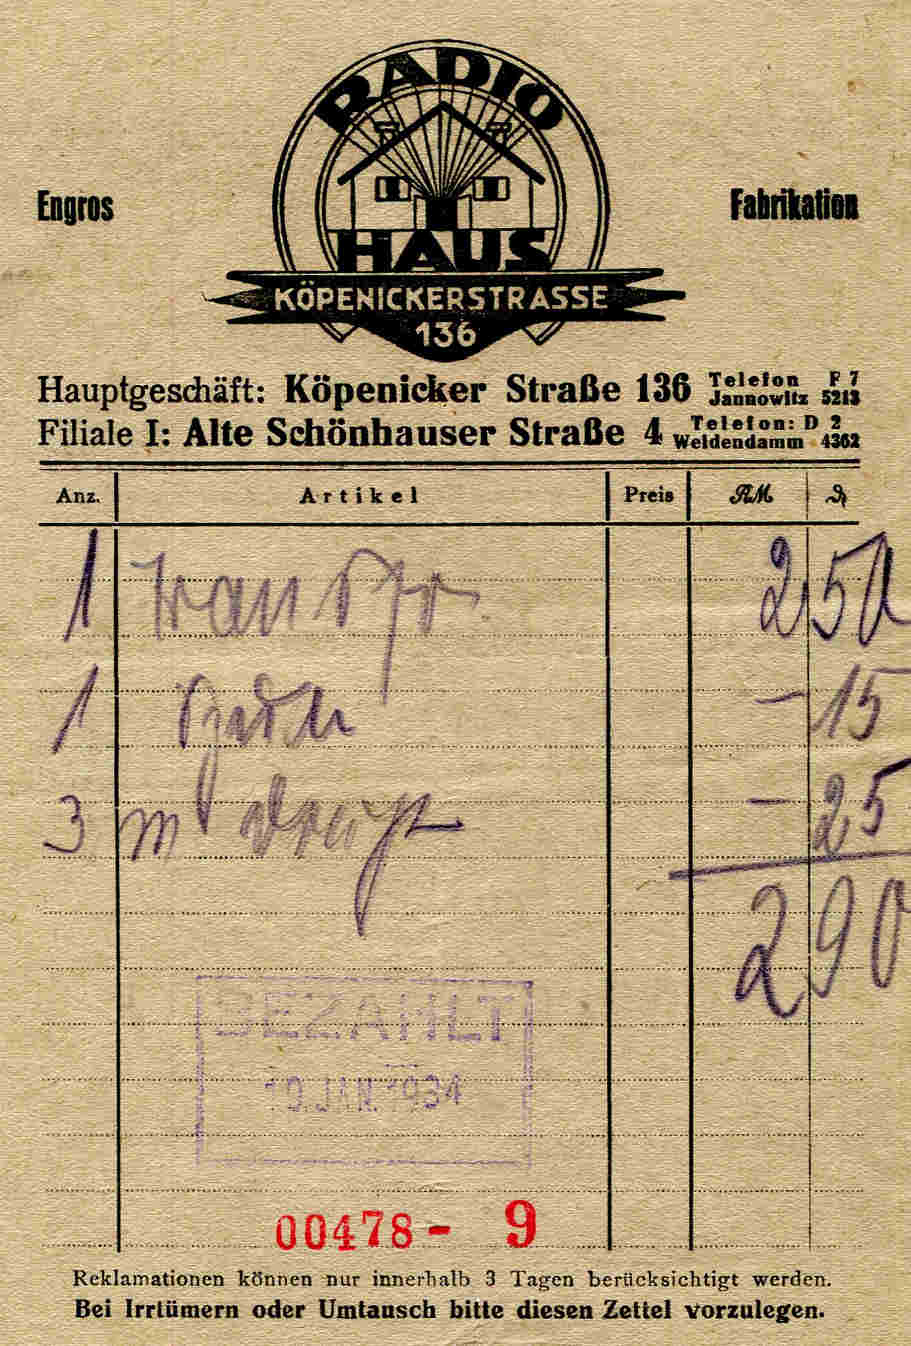 RADIO
HAUS
KÖPENICKERSTRASSE
136
Engros
Fabrikation
Hauptgeschäft: Köpenicker Straße 136 Telefon F 7 Jannowitz 5213
Filiale I: Alte Schönhauser Straße 4 Telefon: D 2 Weidendamm 4362
Anz. Artikel Preis RM ₰
1 Transfo 2 50
1 - 15
3 m Draht - 25
2 90
BEZAHLT
10. JAN. 1934
00478 - 9
Reklamationen können nur innerhalb 3 Tagen berücksichtigt werden.
Bei Irrtümern oder Umtausch bitte diesen Zettel vorzulegen.